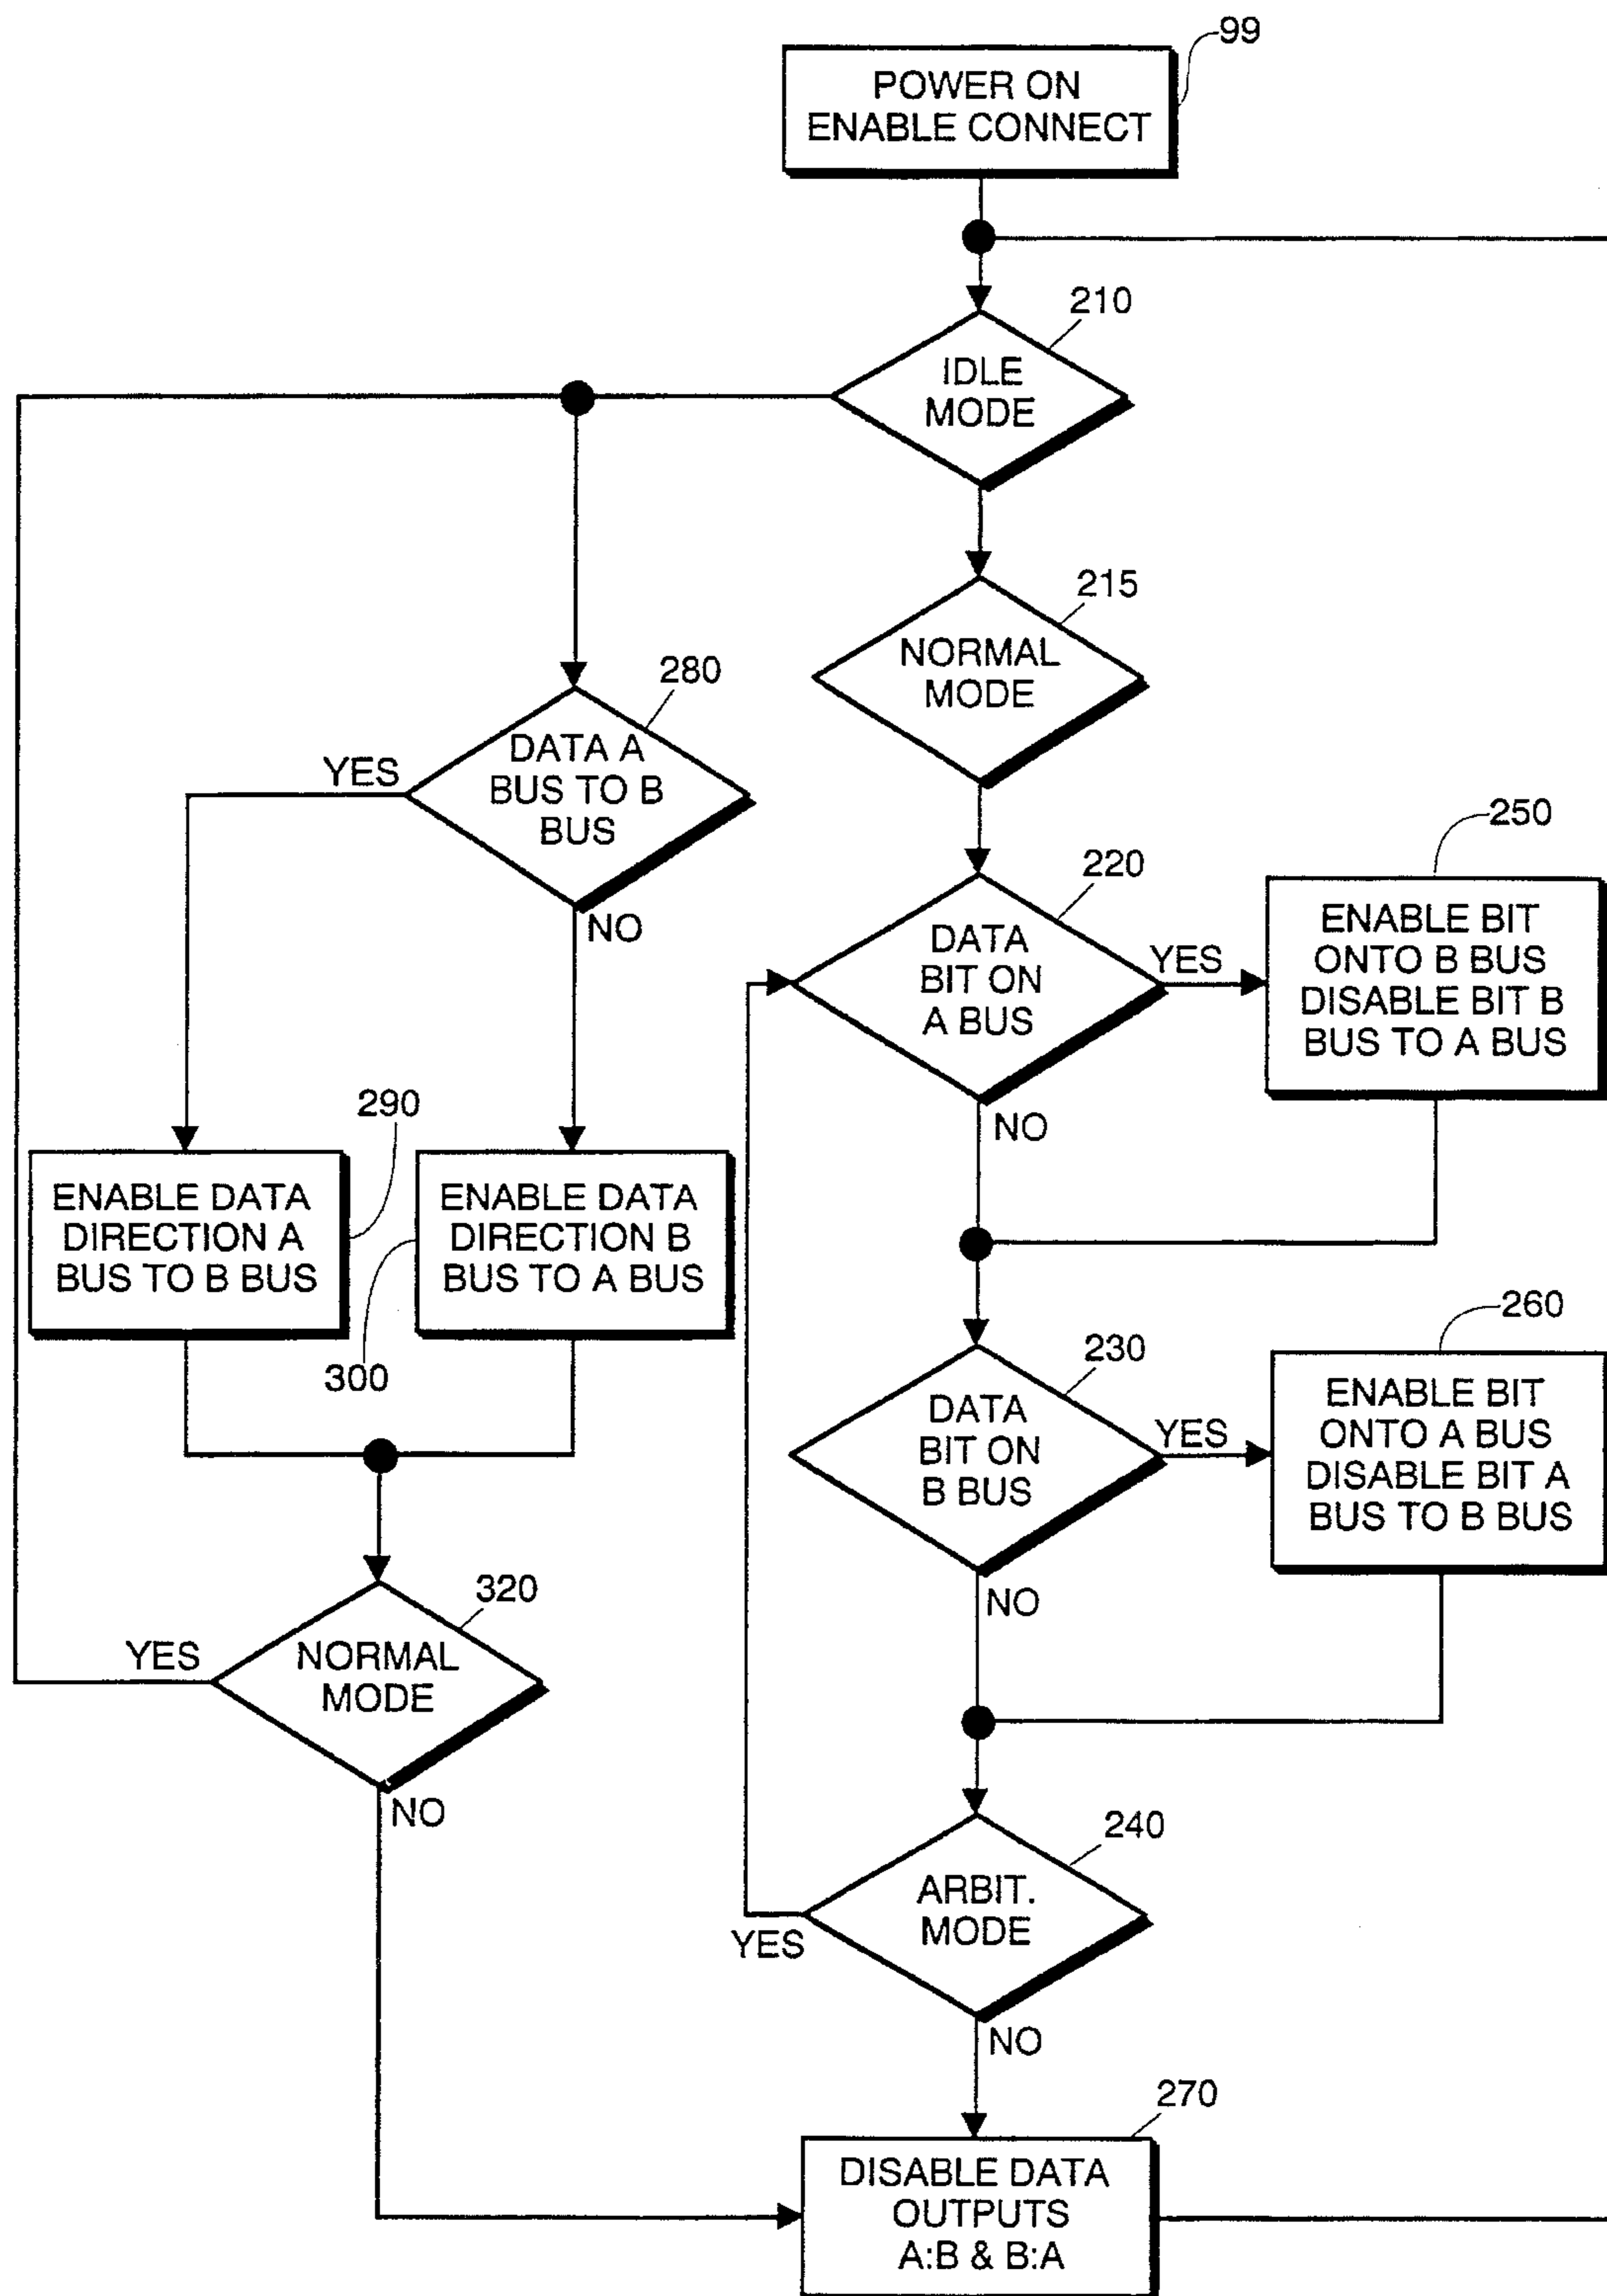 99
POWER ON
ENABLE CONNECT
210
IDLE
MODE
215
NORMAL
MODE
280
DATA A
BUS TO B
BUS
YES
NO
220
DATA
BIT ON
A BUS
YES
NO
250
ENABLE BIT
ONTO B BUS
DISABLE BIT B
BUS TO A BUS
290
ENABLE DATA
DIRECTION A
BUS TO B BUS
300
ENABLE DATA
DIRECTION B
BUS TO A BUS
230
DATA
BIT ON
B BUS
YES
NO
260
ENABLE BIT
ONTO A BUS
DISABLE BIT A
BUS TO B BUS
320
NORMAL
MODE
YES
NO
240
ARBIT.
MODE
YES
NO
270
DISABLE DATA
OUTPUTS
A:B & B:A